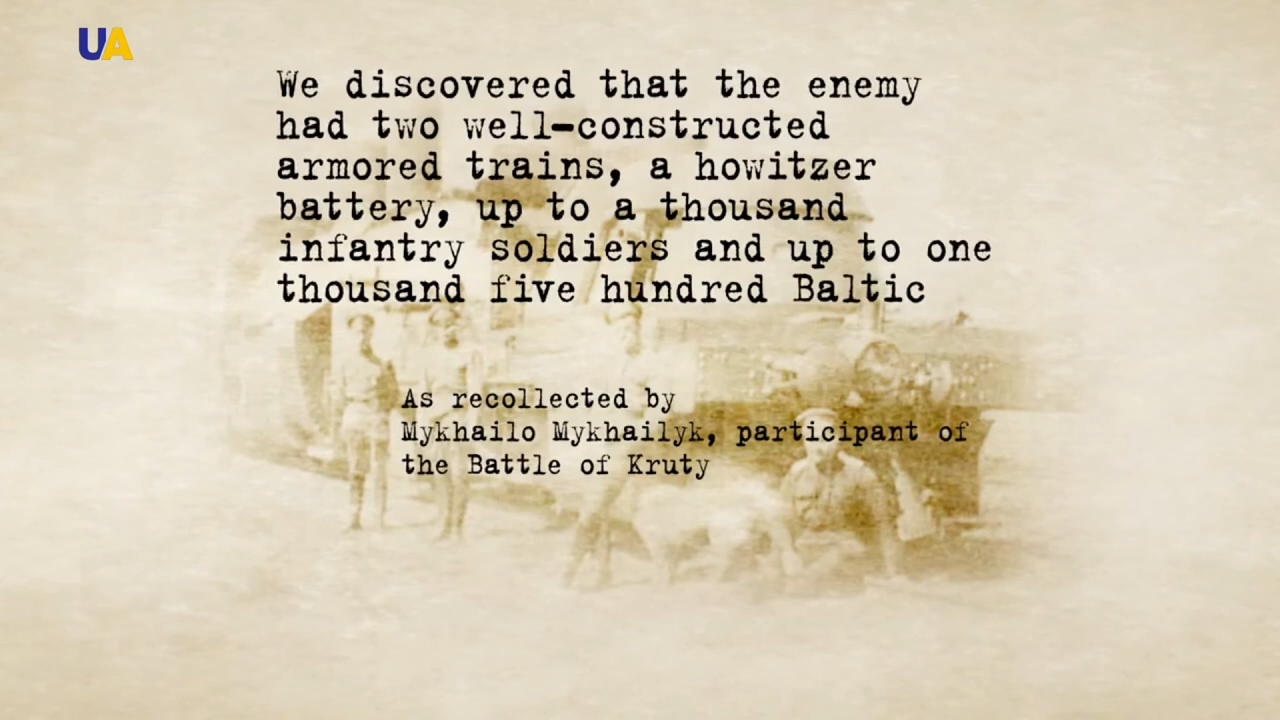 UA
We discovered that the enemy
had two well-constructed
armored trains, a howitzer
battery, up to a thousand
infantry soldiers and up to one
thousand five hundred Baltic
As recollected by
Mykhailo Mykhailyk, participant of
the Battle of Kruty